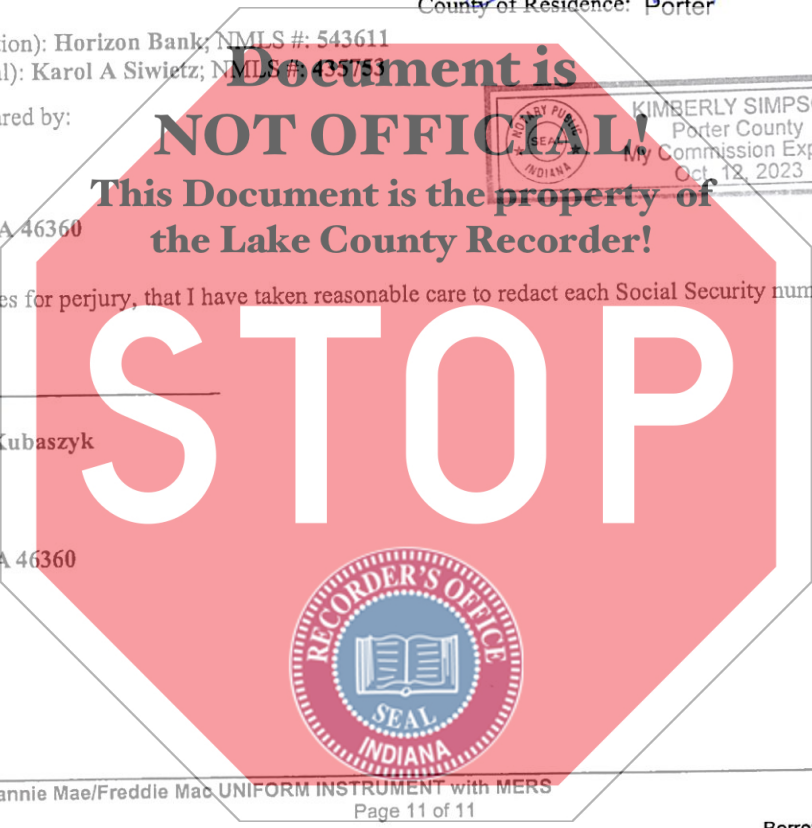 County of Residence: Porter
tion): Horizon Bank; NMLS #: 543611
al): Karol A Siwietz; NMLS #: 435753
Document is
ared by:
NOT OFFICIAL!
NOTARY PUBLIC
SEAL
INDIANA
KIMBERLY SIMPS
Porter County
My Commission Exp
Oct. 12, 2023
This Document is the property of
A 46360
the Lake County Recorder!
es for perjury, that I have taken reasonable care to redact each Social Security num
STOP
Kubaszyk
A 46360
RECORDER'S OFFICE
SEAL
INDIANA
annie Mae/Freddie Mac UNIFORM INSTRUMENT with MERS
Page 11 of 11
Borro